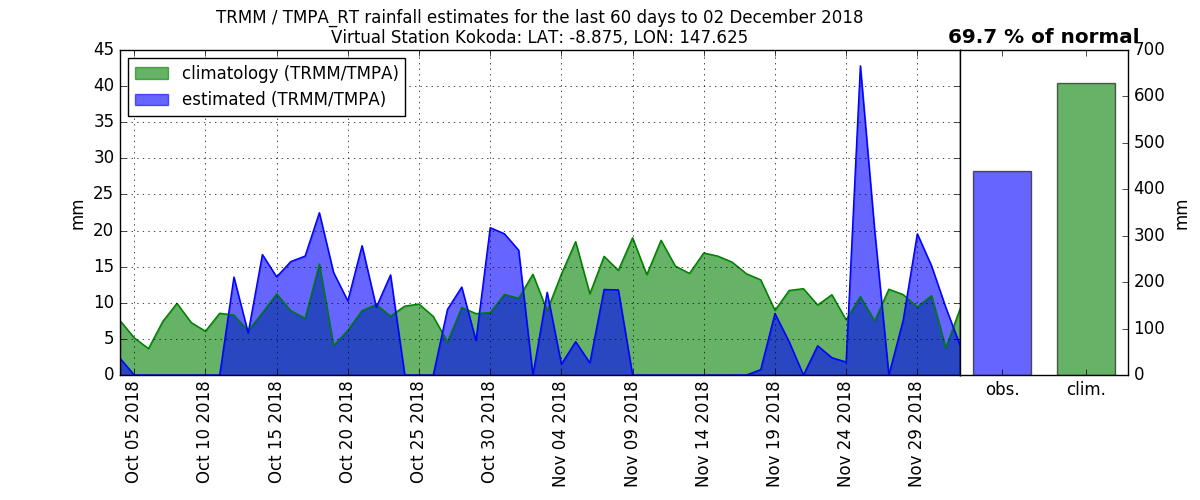 TRMM / TMPA_RT rainfall estimates for the last 60 days to 02 December 2018
Virtual Station Kokoda: LAT: -8.875, LON: 147.625
69.7 % of normal
climatology (TRMM/TMPA)
estimated (TRMM/TMPA)
mm
45
40
35
30
25
20
15
10
5
0
Oct 05 2018
Oct 10 2018
Oct 15 2018
Oct 20 2018
Oct 25 2018
Oct 30 2018
Nov 04 2018
Nov 09 2018
Nov 14 2018
Nov 19 2018
Nov 24 2018
Nov 29 2018
obs.
clim.
700
600
500
400
300
200
100
0
mm